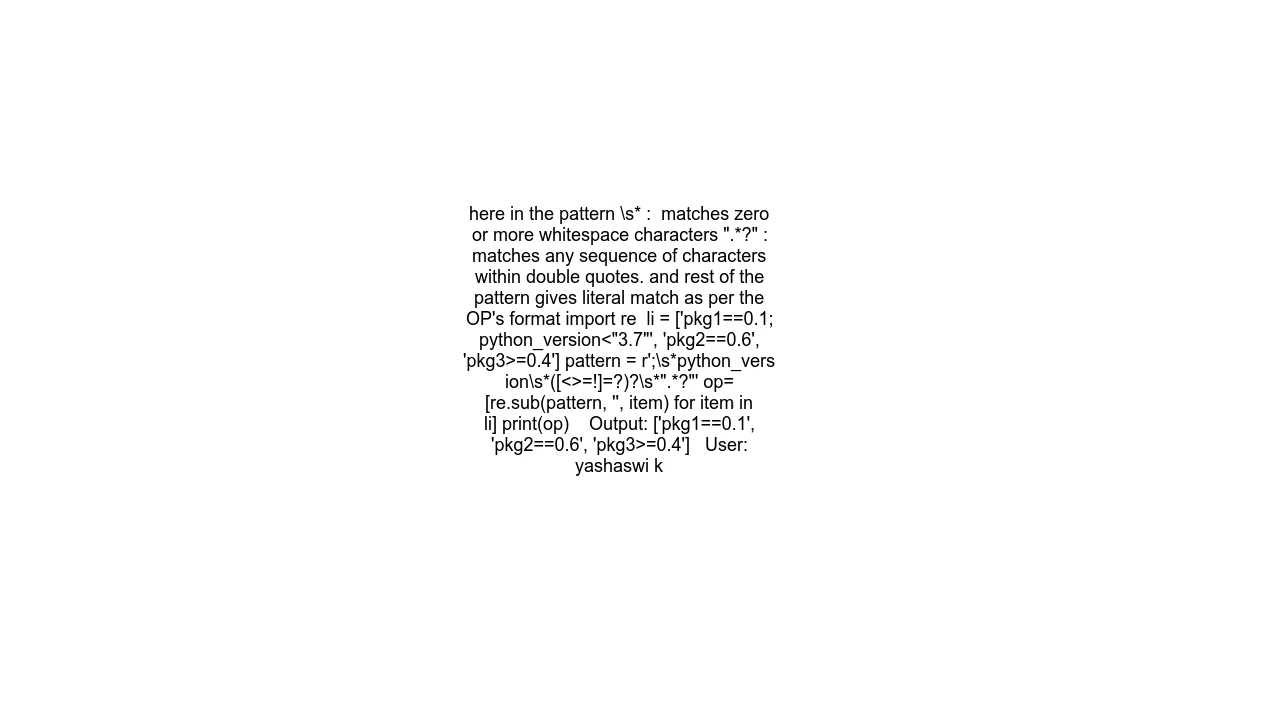 here in the pattern \s* :  matches zero
or more whitespace characters ".*?" :
matches any sequence of characters
within double quotes. and rest of the
pattern gives literal match as per the
OP's format import re  li = ['pkg1==0.1;
python_version<"3.7"', 'pkg2==0.6',
'pkg3>=0.4'] pattern = r';\s*python_vers
ion\s*([<>=!]=?)?\s*".*?"' op=
[re.sub(pattern, '', item) for item in
li] print(op)    Output: ['pkg1==0.1',
'pkg2==0.6', 'pkg3>=0.4']   User:
yashaswi k